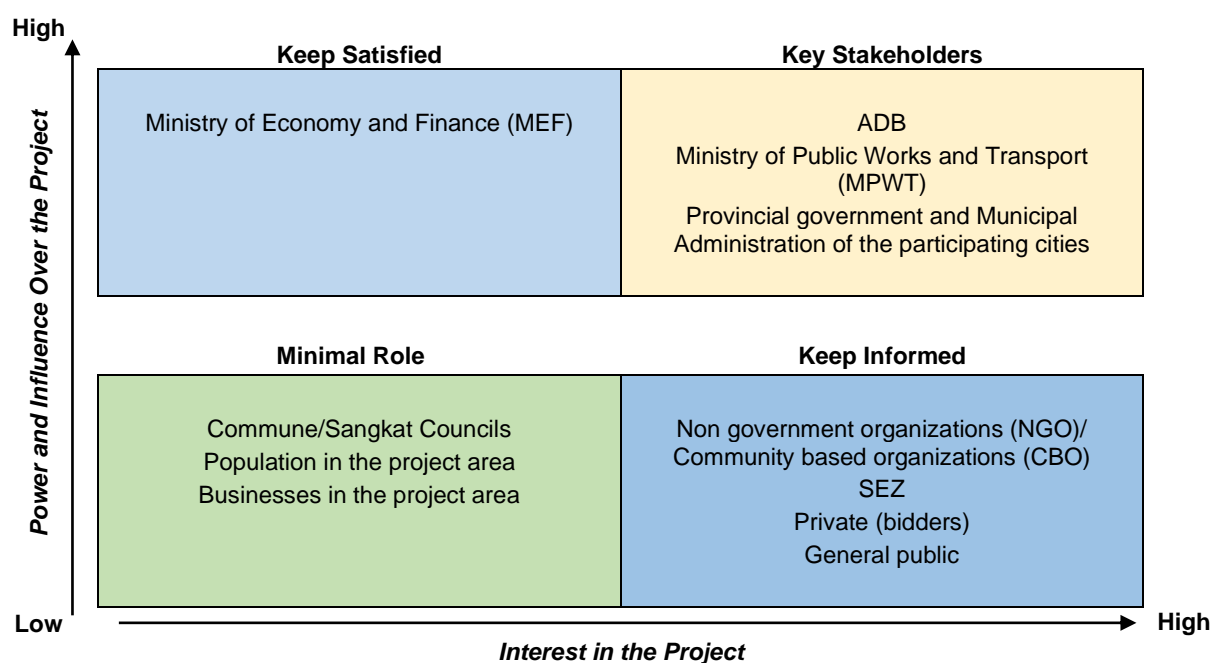 High
Power and Influence Over the Project
Keep Satisfied
Key Stakeholders
Ministry of Economy and Finance (MEF)
ADB
Ministry of Public Works and Transport
(MPWT)
Provincial government and Municipal
Administration of the participating cities
Minimal Role
Keep Informed
Commune/Sangkat Councils
Population in the project area
Businesses in the project area
Non government organizations (NGO)/
Community based organizations (CBO)
SEZ
Private (bidders)
General public
Low
High
Interest in the Project